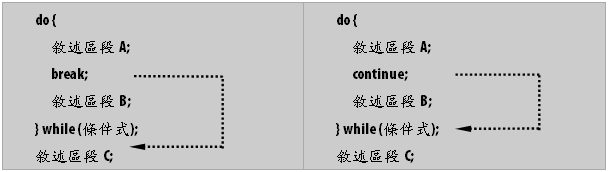 do {
敘述區段 A;
break;
敘述區段 B;
} while (條件式);
敘述區段 C;
do {
敘述區段 A;
continue;
敘述區段 B;
} while (條件式);
敘述區段 C;